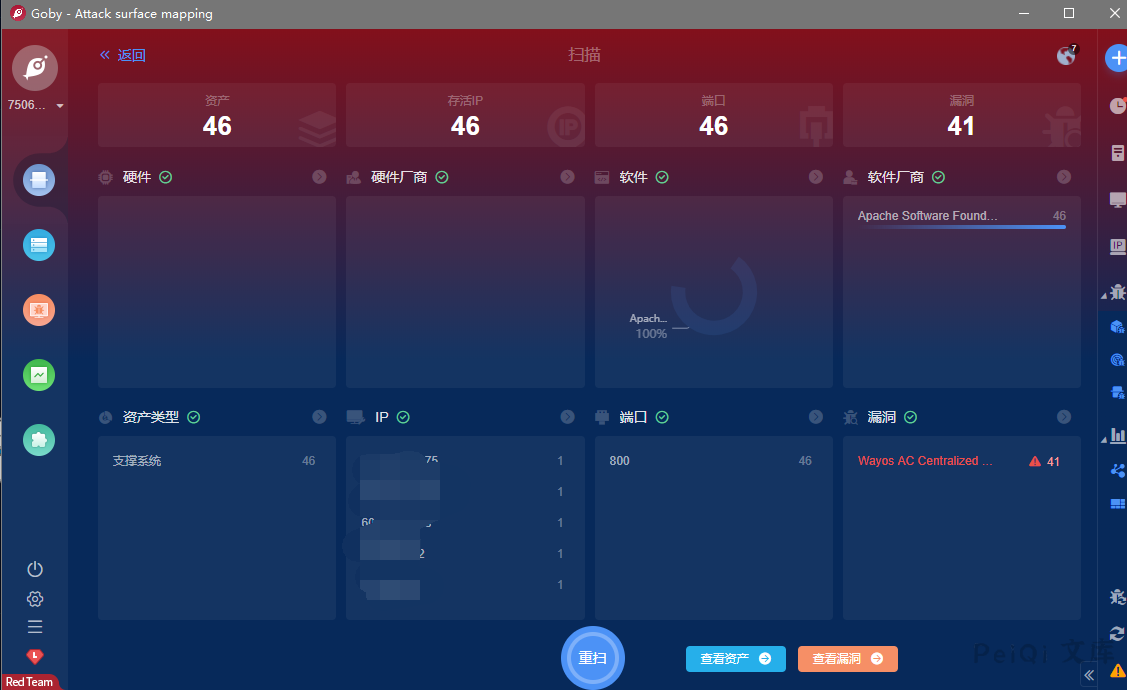 Goby - Attack surface mapping
返回
扫描
7
7506...
资产
46
存活IP
46
IP
端口
46
漏洞
41
硬件
硬件厂商
软件
软件厂商
Apach...
100%
Apache Software Found... 46
IP
资产类型
IP
端口
漏洞
支撑系统 46
75 1
1
1
2 1
1
800 46
Wayos AC Centralized ... 41
重扫
查看资产
查看漏洞
PeiQi 文库
Red Team